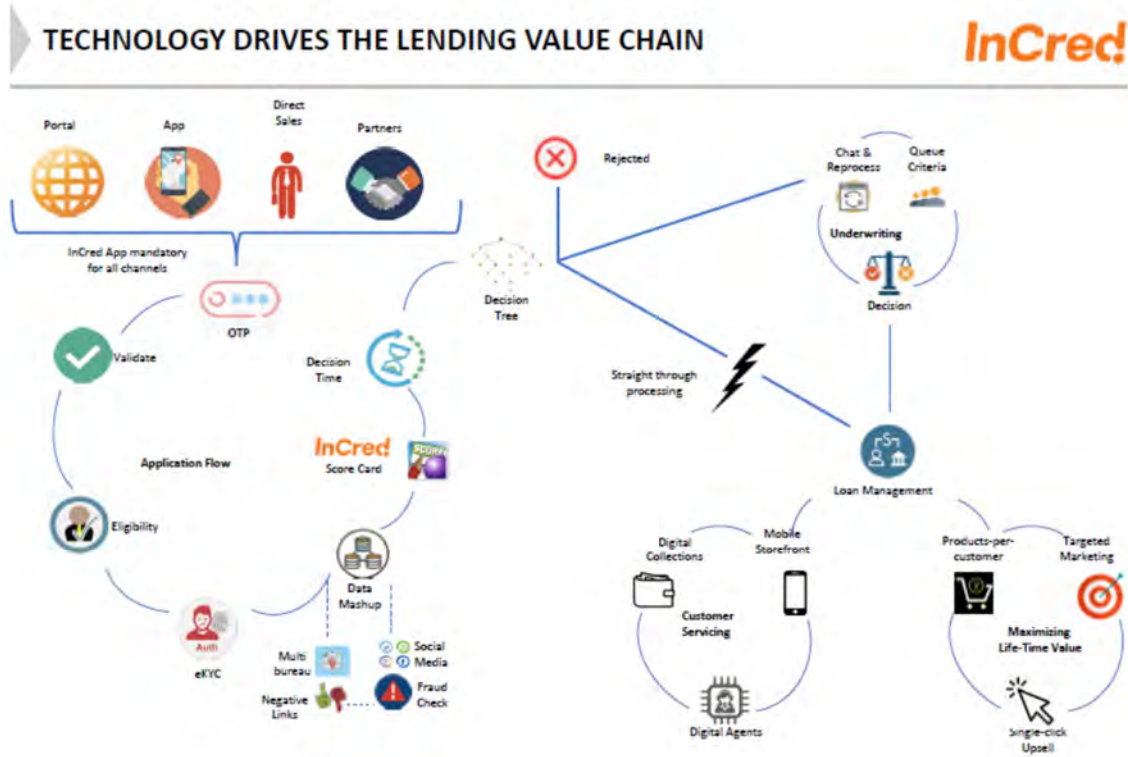 TECHNOLOGY DRIVES THE LENDING VALUE CHAIN
InCred
Portal
App
Direct
Sales
Partners
InCred App mandatory
for all channels
OTP
Validate
Application Flow
Eligibility
Auth
eKYC
Data
Mashup
Multi
bureau
Negative
Links
Social
Media
Fraud
Check
InCred
Score Card
SCORE
Decision
Time
Decision
Tree
Rejected
Straight through
processing
Chat &
Reprocess
Queue
Criteria
Underwriting
Decision
S
Loan Management
Digital
Collections
Mobile
Storefront
Customer
Servicing
Digital Agents
Products-per-
customer
Targeted
Marketing
Maximizing
Life-Time Value
Single-click
Upsell